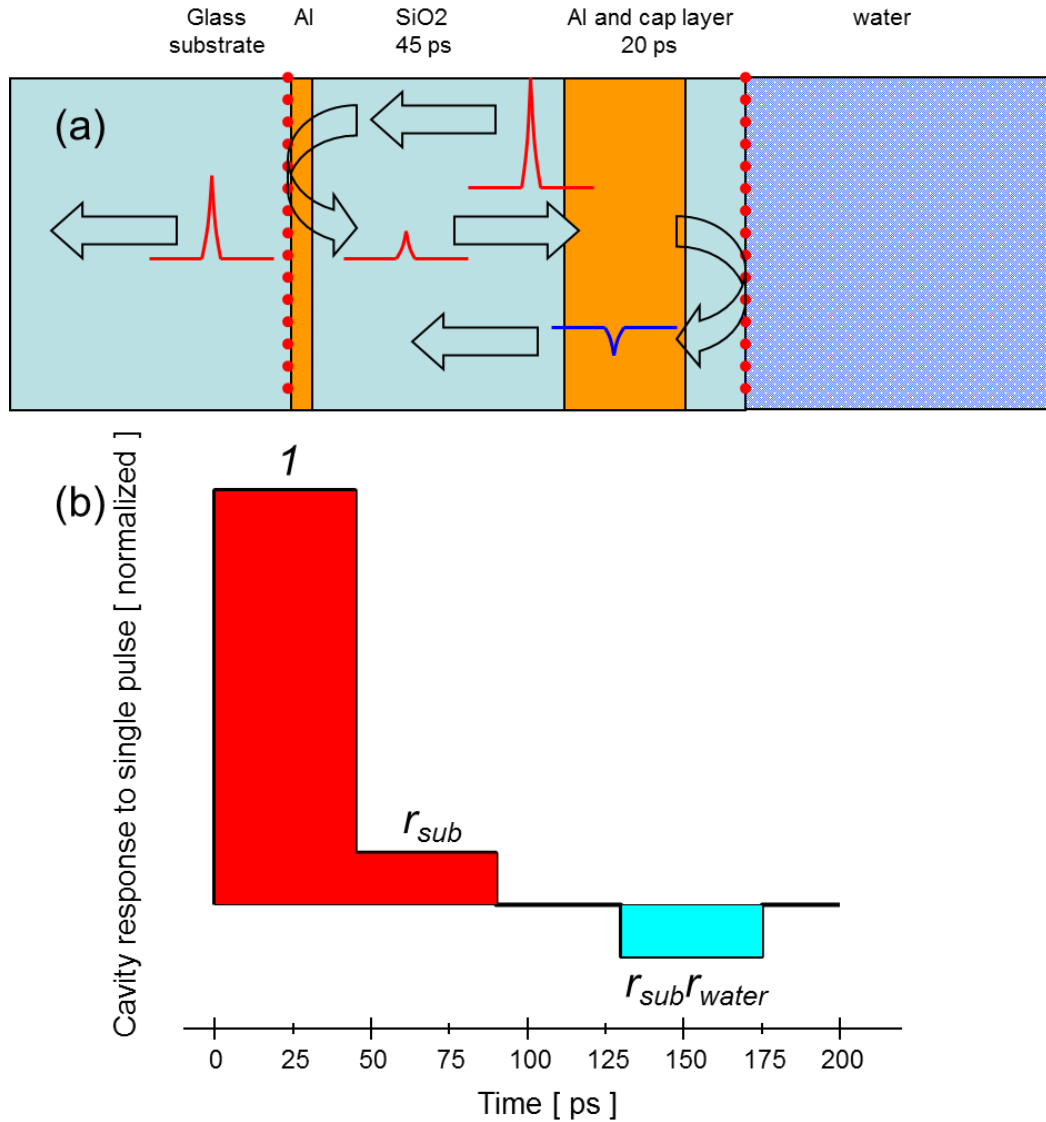 Glass
substrate
Al
SiO2
45 ps
Al and cap layer
20 ps
water
(a)
(b)
Cavity response to single pulse [ normalized ]
1
r_sub
r_sub r_water
0 25 50 75 100 125 150 175 200
Time [ ps ]